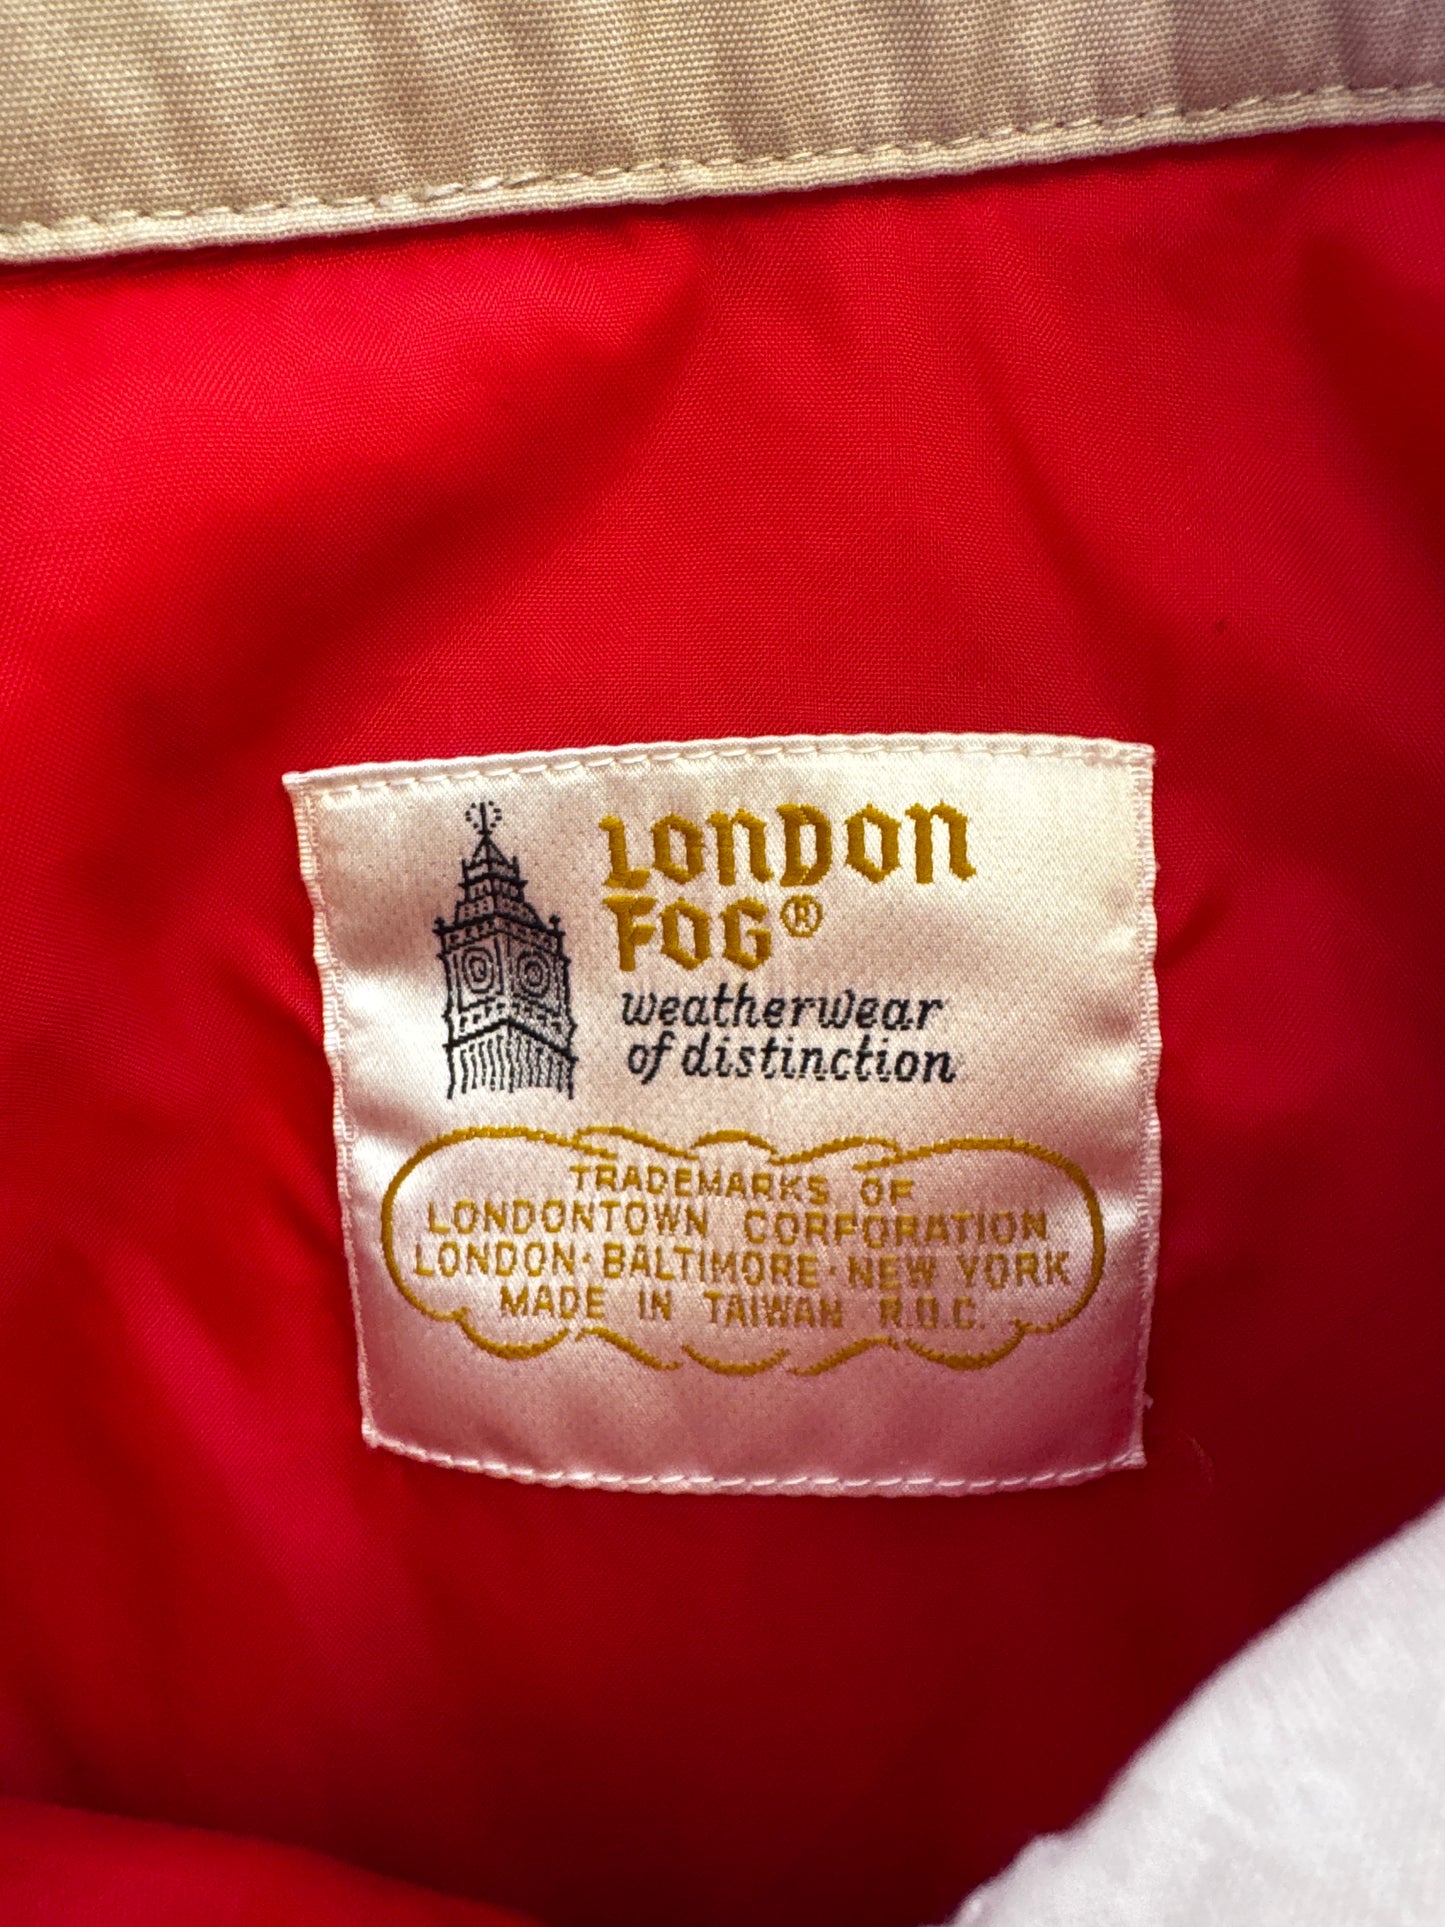 LONDON
FOG®
weatherwear
of distinction
TRADEMARKS OF
LONDONTOWN CORPORATION
LONDON·BALTIMORE·NEW YORK
MADE IN TAIWAN R.O.C.